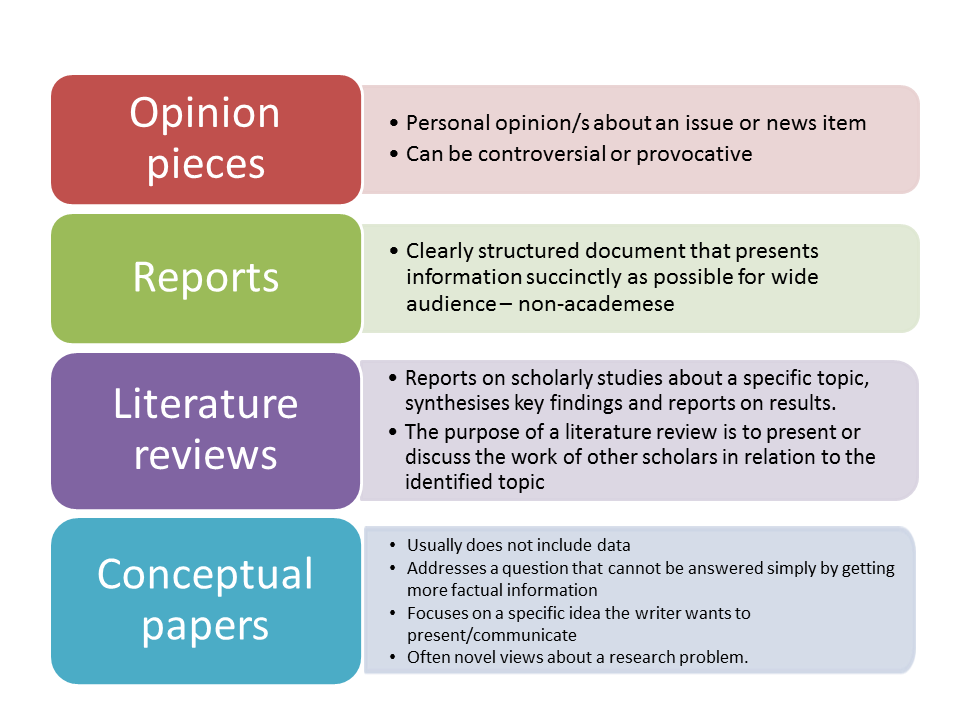 Opinion
pieces
• Personal opinion/s about an issue or news item
• Can be controversial or provocative
Reports
• Clearly structured document that presents
information succinctly as possible for wide
audience – non-academese
Literature
reviews
• Reports on scholarly studies about a specific topic,
synthesises key findings and reports on results.
• The purpose of a literature review is to present or
discuss the work of other scholars in relation to the
identified topic
Conceptual
papers
• Usually does not include data
• Addresses a question that cannot be answered simply by getting
more factual information
• Focuses on a specific idea the writer wants to
present/communicate
• Often novel views about a research problem.